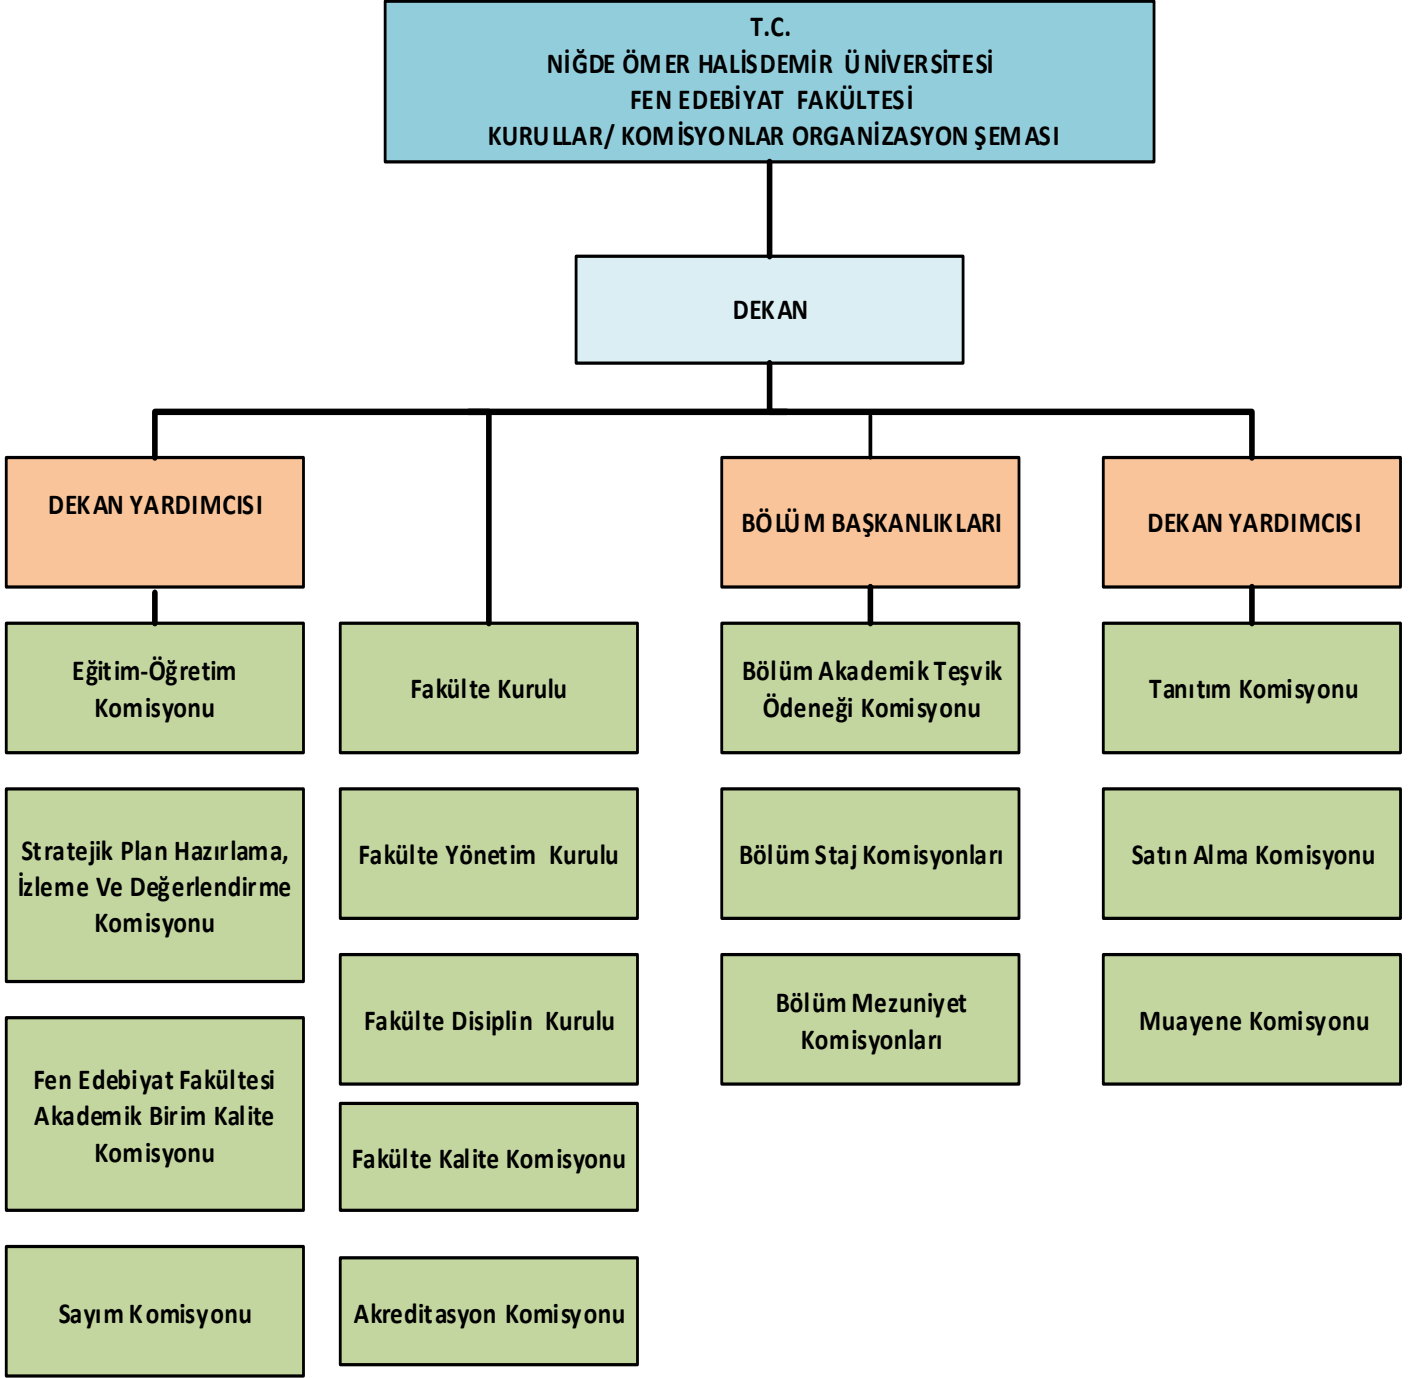 T.C.
NİĞDE ÖMER HALİSDEMİR ÜNİVERSİTESİ
FEN EDEBİYAT FAKÜLTESİ
KURULLAR/ KOMİSYONLAR ORGANİZASYON ŞEMASI
DEKAN
DEKAN YARDIMCISI
BÖLÜM BAŞKANLIKLARI
DEKAN YARDIMCISI
Eğitim-Öğretim
Komisyonu
Stratejik Plan Hazırlama,
İzleme Ve Değerlendirme
Komisyonu
Fen Edebiyat Fakültesi
Akademik Birim Kalite
Komisyonu
Sayım Komisyonu
Fakülte Kurulu
Fakülte Yönetim Kurulu
Fakülte Disiplin Kurulu
Fakülte Kalite Komisyonu
Akreditasyon Komisyonu
Bölüm Akademik Teşvik
Ödeneği Komisyonu
Bölüm Staj Komisyonları
Bölüm Mezuniyet
Komisyonları
Tanıtım Komisyonu
Satın Alma Komisyonu
Muayene Komisyonu